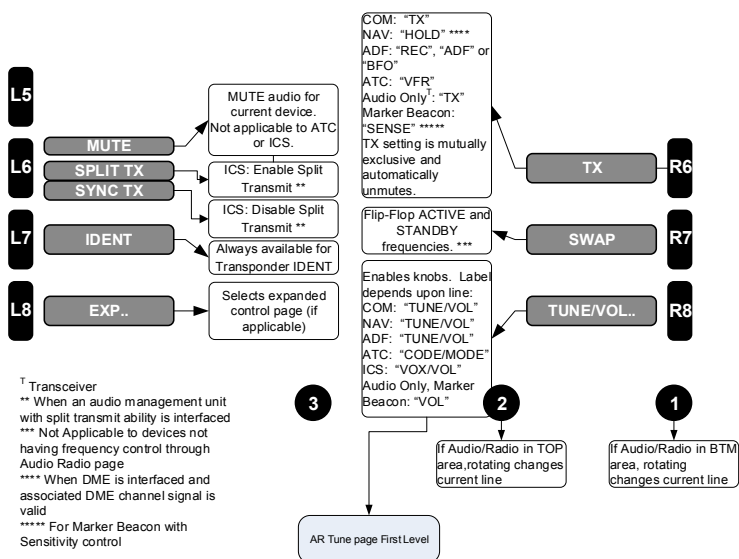 L5
L6
L7
L8
MUTE
SPLIT TX
SYNC TX
IDENT
EXP..
MUTE audio for
current device.
Not applicable to ATC
or ICS.
ICS: Enable Split
Transmit **
ICS: Disable Split
Transmit **
Always available for
Transponder IDENT
Selects expanded
control page (if
applicable)
COM: “TX”
NAV: “HOLD” ****
ADF: “REC”, “ADF” or
“BFO”
ATC: “VFR”
Audio Only^T: “TX”
Marker Beacon:
“SENSE” *****
TX setting is mutually
exclusive and
automatically
unmutes.
Flip-Flop ACTIVE and
STANDBY
frequencies. ***
Enables knobs. Label
depends upon line:
COM: “TUNE/VOL”
NAV: “TUNE/VOL”
ADF: “TUNE/VOL”
ATC: “CODE/MODE”
ICS: “VOX/VOL”
Audio Only, Marker
Beacon: “VOL”
TX
SWAP
TUNE/VOL..
R6
R7
R8
T Transceiver
** When an audio management unit
with split transmit ability is interfaced
*** Not Applicable to devices not
having frequency control through
Audio Radio page
**** When DME is interfaced and
associated DME channel signal is
valid
***** For Marker Beacon with
Sensitivity control
3
2
1
If Audio/Radio in TOP
area,rotating changes
current line
If Audio/Radio in BTM
area, rotating
changes current line
AR Tune page First Level